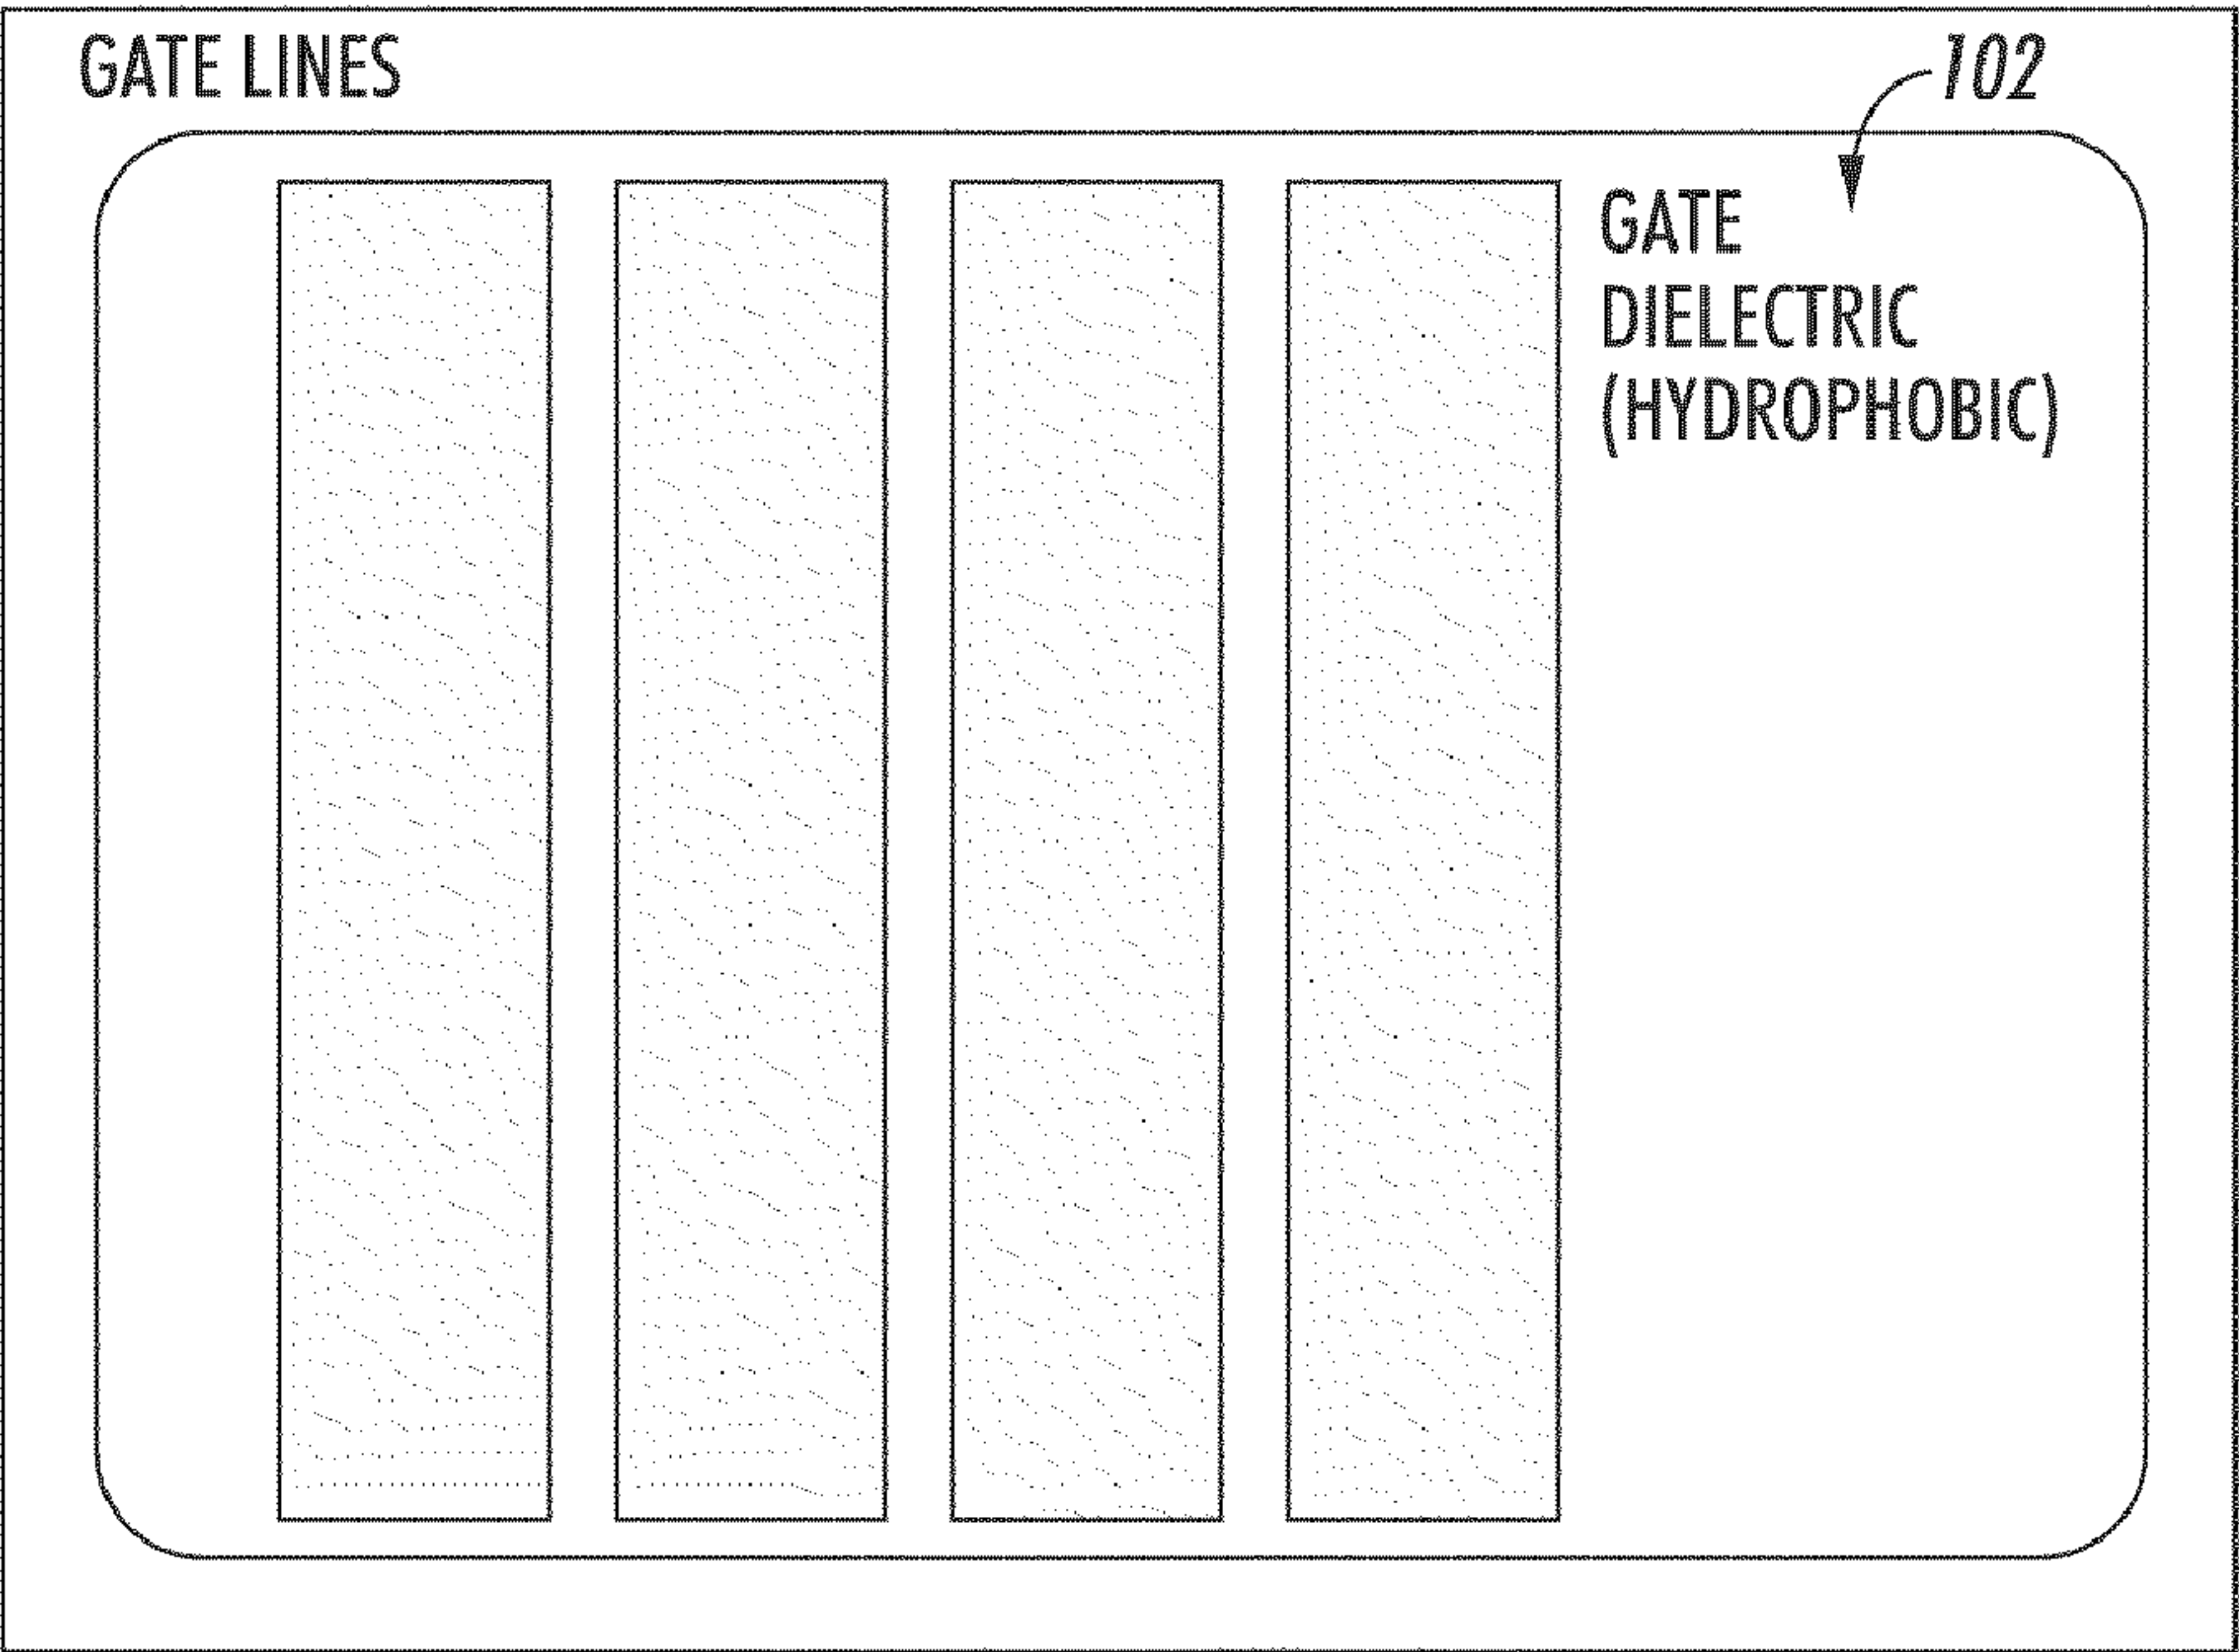 GATE LINES
102
GATE
DIELECTRIC
(HYDROPHOBIC)